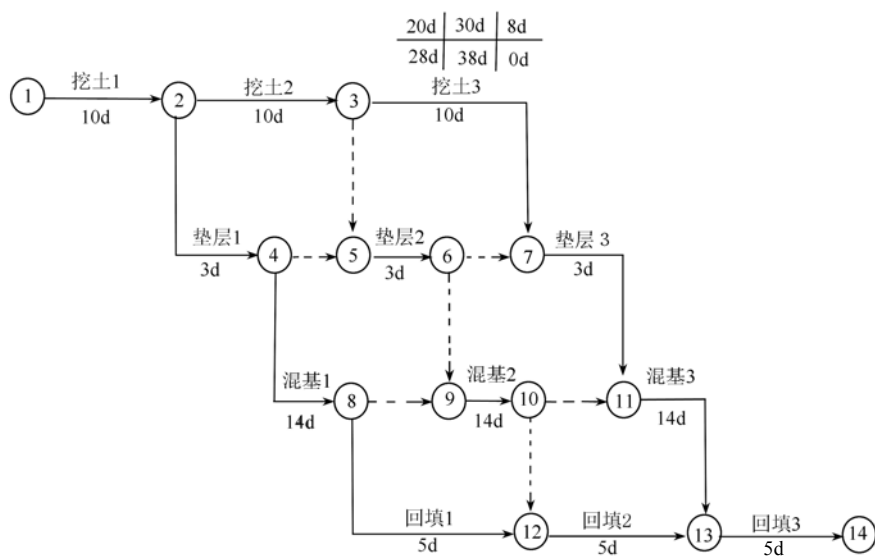 20d 30d 8d
28d 38d 0d
1 挖土1 2 挖土2 3 挖土3
10d 10d 10d
垫层1 4 5 垫层2 6 7 垫层 3
3d 3d 3d
混基1 8 9 混基2 10 11 混基3
14d 14d 14d
回填1 12 回填2 13 回填3 14
5d 5d 5d